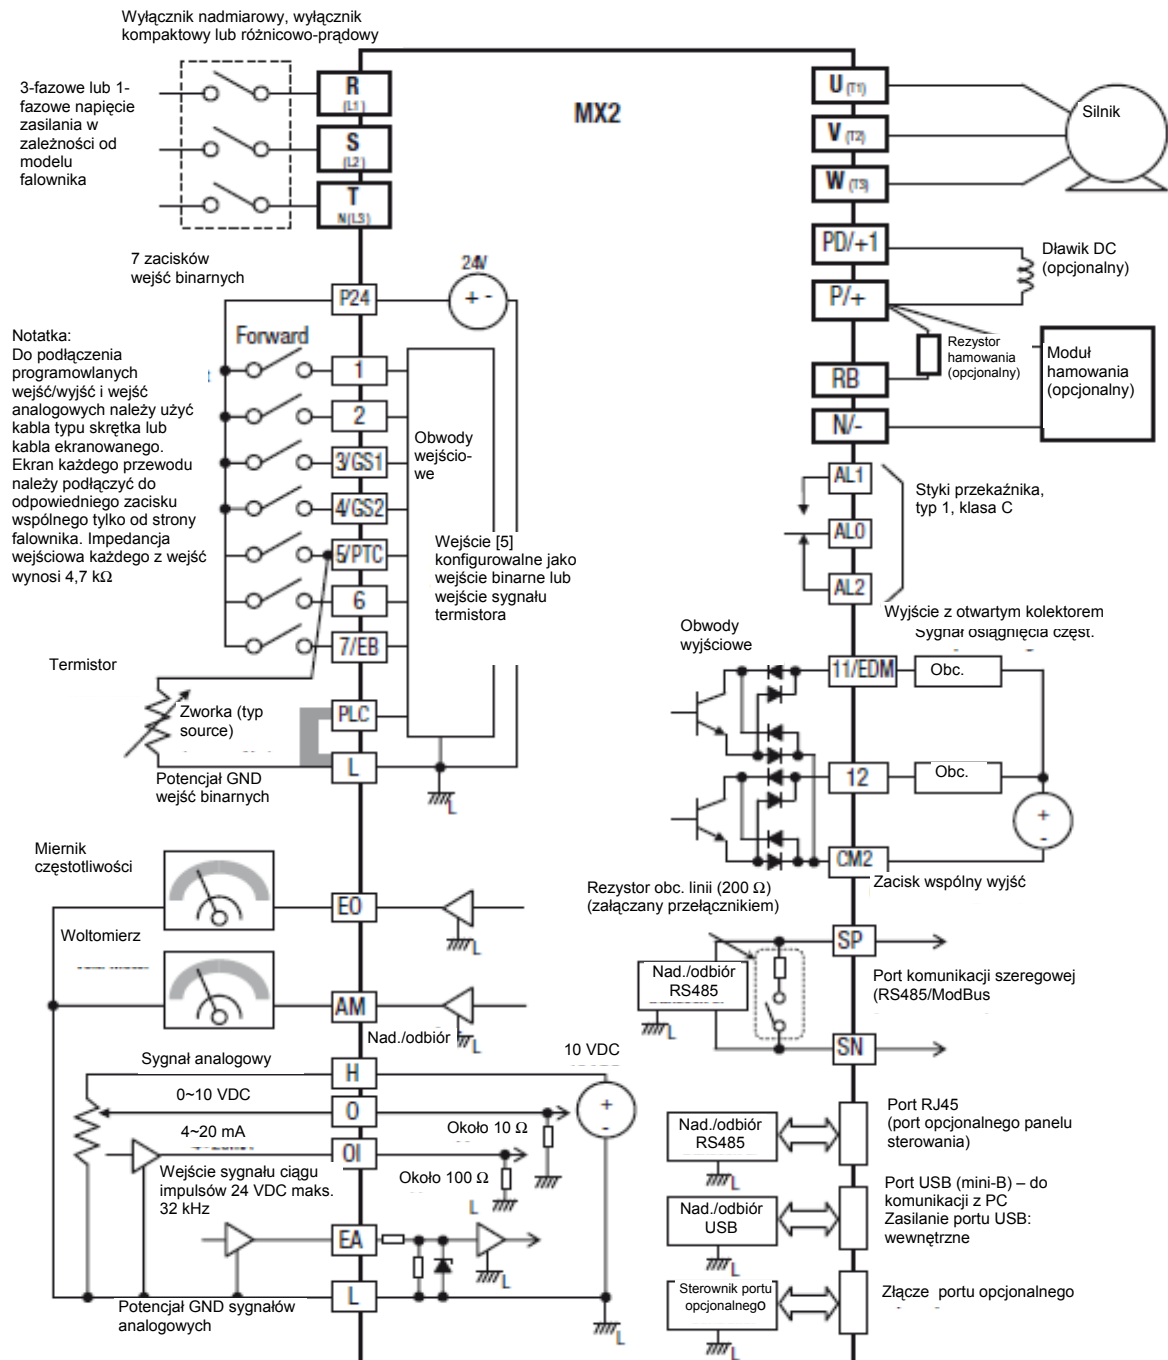 Wyłącznik nadmiarowy, wyłącznik
kompaktowy lub różnicowo-prądowy
3-fazowe lub 1-
fazowe napięcie
zasilania w
zależności od
modelu
falownika
R
(L1)
S
(L2)
T
N(L3)
MX2
U (T1)
V (T2)
W (T3)
Silnik
PD/+1
P/+
Dławik DC
(opcjonalny)
Rezystor
hamowania
(opcjonalny)
Moduł
hamowania
(opcjonalny)
RB
N/-
7 zacisków
wejść binarnych
24V
+ -
P24
Forward
Notatka:
Do podłączenia
programowlanych
wejść/wyjść i wejść
analogowych należy użyć
kabla typu skrętka lub
kabla ekranowanego.
Ekran każdego przewodu
należy podłączyć do
odpowiedniego zacisku
wspólnego tylko od strony
falownika. Impedancja
wejściowa każdego z wejść
wynosi 4,7 kΩ
1
2
3/GS1
4/GS2
5/PTC
6
7/EB
PLC
L
Obwody
wejścio-
we
Wejście [5]
konfigurowalne jako
wejście binarne lub
wejście sygnału
termistora
Termistor
Zworka (typ
source)
Potencjał GND
wejść binarnych
L
AL1
AL0
AL2
Styki przekaźnika,
typ 1, klasa C
Wyjście z otwartym kolektorem
Sygnał osiągnięcia częst.
Obwody
wyjściowe
11/EDM
Obc.
12
Obc.
+
-
CM2
Zacisk wspólny wyjść
Miernik
częstotliwości
EO
L
Woltomierz
AM
Nad./odbiór
L
Rezystor obc. linii (200 Ω)
(załączany przełącznikiem)
SP
Nad./odbiór
RS485
L
Port komunikacji szeregowej
(RS485/ModBus
SN
Sygnał analogowy
H
10 VDC
0~10 VDC
O
+
-
4~20 mA
Około 10 Ω
OI
Wejście sygnału ciągu
impulsów 24 VDC maks.
32 kHz
Około 100 Ω
L
EA
L
L
Potencjał GND sygnałów
analogowych
L
Nad./odbiór
RS485
L
Port RJ45
(port opcjonalnego panelu
sterowania)
Nad./odbiór
USB
L
Port USB (mini-B) – do
komunikacji z PC
Zasilanie portu USB:
wewnętrzne
Sterownik portu
opcjonalnego
L
Złącze portu opcjonalnego